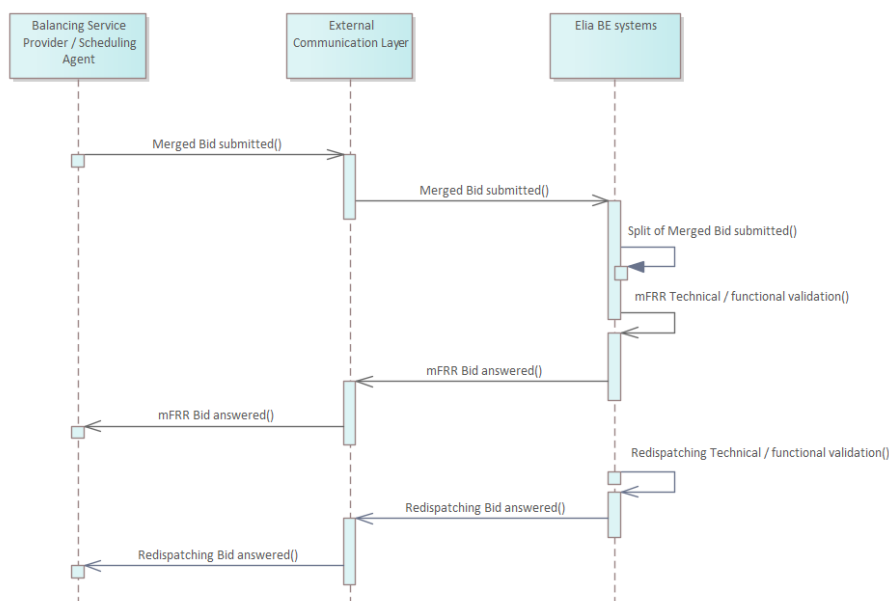 Balancing Service
Provider / Scheduling
Agent
External
Communication Layer
Elia BE systems
Merged Bid submitted()
Merged Bid submitted()
Split of Merged Bid submitted()
mFRR Technical / functional validation()
mFRR Bid answered()
mFRR Bid answered()
Redispatching Technical / functional validation()
Redispatching Bid answered()
Redispatching Bid answered()